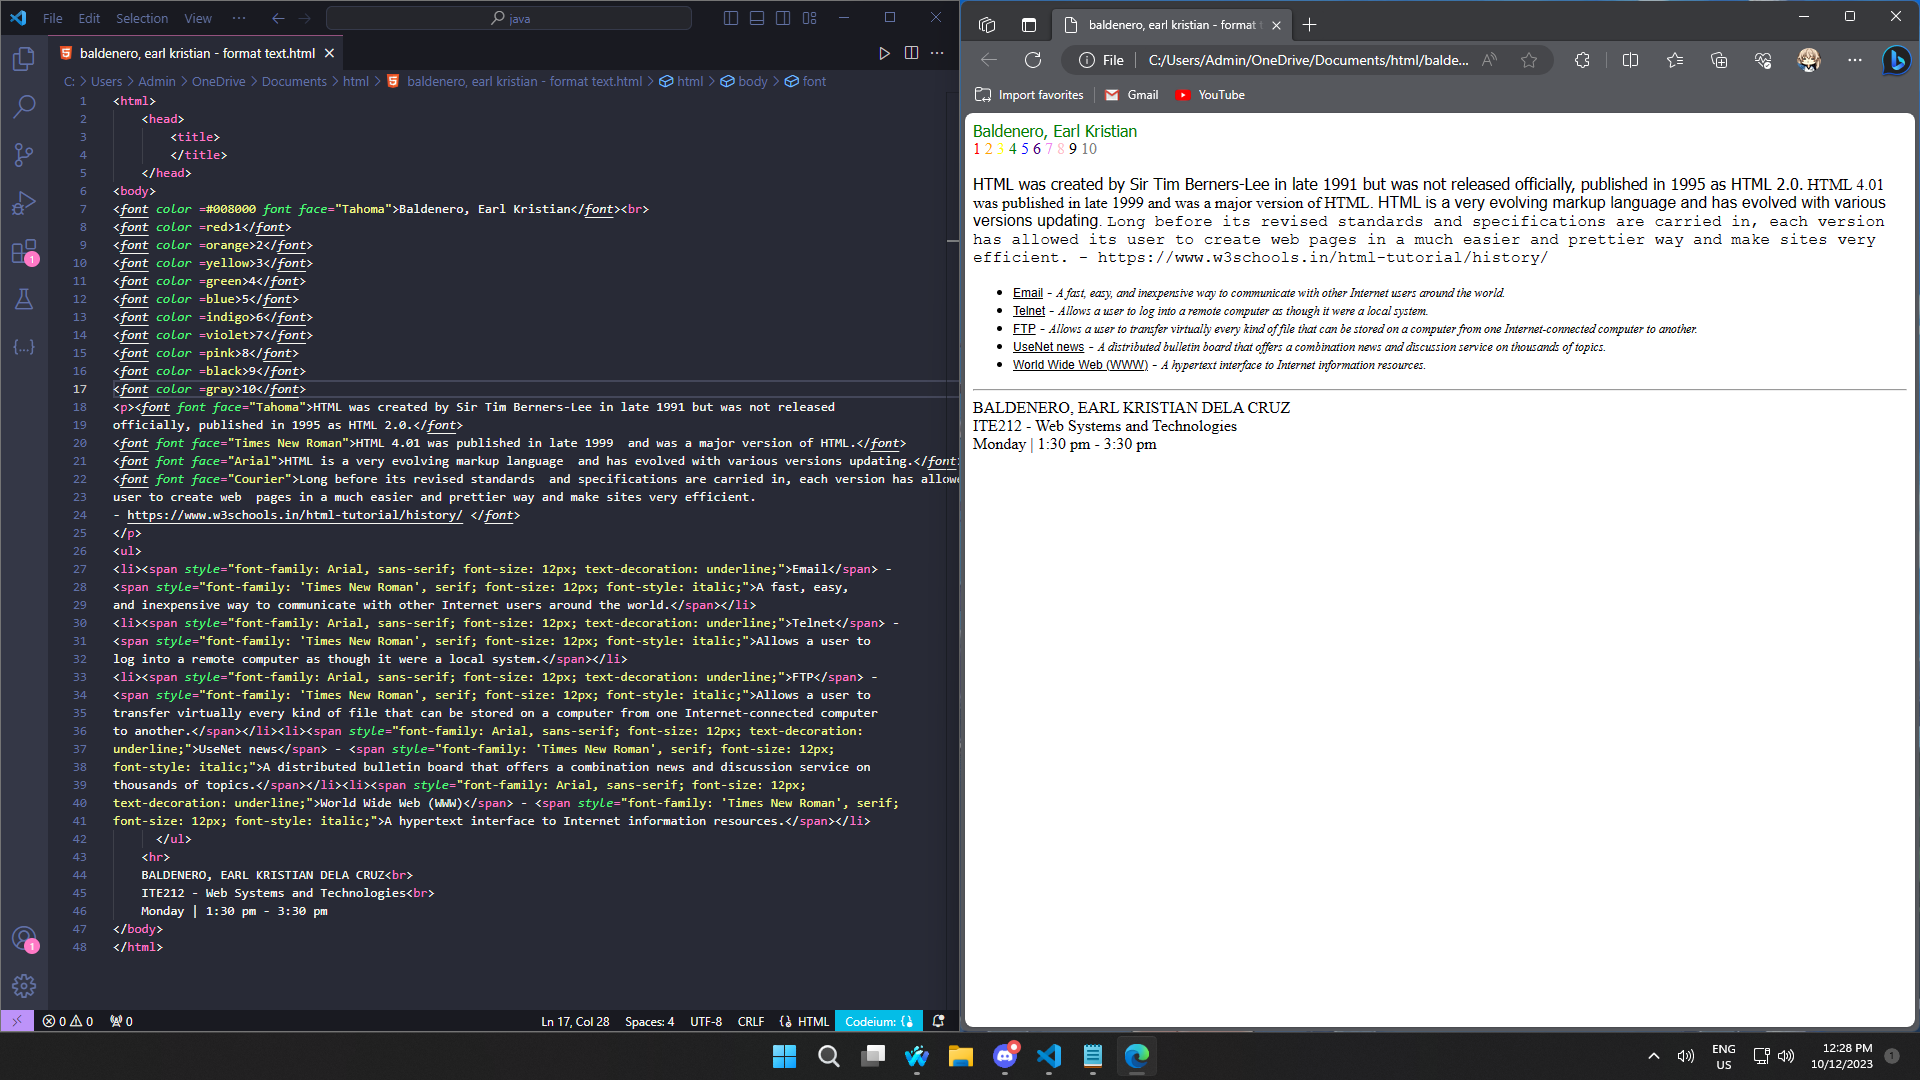 File Edit Selection View ··· java
baldenero, earl kristian - format text.html
C: > Users > Admin > OneDrive > Documents > html > baldenero, earl kristian - format text.html > html > body > font
1 <html>
2 <head>
3 <title>
4 </title>
5 </head>
6 <body>
7 <font color =#008000 font face="Tahoma">Baldenero, Earl Kristian</font><br>
8 <font color =red>1</font>
9 <font color =orange>2</font>
10 <font color =yellow>3</font>
11 <font color =green>4</font>
12 <font color =blue>5</font>
13 <font color =indigo>6</font>
14 <font color =violet>7</font>
15 <font color =pink>8</font>
16 <font color =black>9</font>
17 <font color =gray>10</font>
18 <p><font font face="Tahoma">HTML was created by Sir Tim Berners-Lee in late 1991 but was not released
19 officially, published in 1995 as HTML 2.0.</font>
20 <font font face="Times New Roman">HTML 4.01 was published in late 1999  and was a major version of HTML.</font>
21 <font font face="Arial">HTML is a very evolving markup language  and has evolved with various versions updating.</font
22 <font font face="Courier">Long before its revised standards  and specifications are carried in, each version has allow
23 user to create web  pages in a much easier and prettier way and make sites very efficient.
24 - https://www.w3schools.in/html-tutorial/history/ </font>
25 </p>
26 <ul>
27 <li><span style="font-family: Arial, sans-serif; font-size: 12px; text-decoration: underline;">Email</span> -
28 <span style="font-family: 'Times New Roman', serif; font-size: 12px; font-style: italic;">A fast, easy,
29 and inexpensive way to communicate with other Internet users around the world.</span></li>
30 <li><span style="font-family: Arial, sans-serif; font-size: 12px; text-decoration: underline;">Telnet</span> -
31 <span style="font-family: 'Times New Roman', serif; font-size: 12px; font-style: italic;">Allows a user to
32 log into a remote computer as though it were a local system.</span></li>
33 <li><span style="font-family: Arial, sans-serif; font-size: 12px; text-decoration: underline;">FTP</span> -
34 <span style="font-family: 'Times New Roman', serif; font-size: 12px; font-style: italic;">Allows a user to
35 transfer virtually every kind of file that can be stored on a computer from one Internet-connected computer
36 to another.</span></li><li><span style="font-family: Arial, sans-serif; font-size: 12px; text-decoration:
37 underline;">UseNet news</span> - <span style="font-family: 'Times New Roman', serif; font-size: 12px;
38 font-style: italic;">A distributed bulletin board that offers a combination news and discussion service on
39 thousands of topics.</span></li><li><span style="font-family: Arial, sans-serif; font-size: 12px;
40 text-decoration: underline;">World Wide Web (WWW)</span> - <span style="font-family: 'Times New Roman', serif;
41 font-size: 12px; font-style: italic;">A hypertext interface to Internet information resources.</span></li>
42 </ul>
43 <hr>
44 BALDENERO, EARL KRISTIAN DELA CRUZ<br>
45 ITE212 - Web Systems and Technologies<br>
46 Monday | 1:30 pm - 3:30 pm
47 </body>
48 </html>
1
1
0 0 0 Ln 17, Col 28 Spaces: 4 UTF-8 CRLF HTML Codeium: {}
baldenero, earl kristian - format
File C:/Users/Admin/OneDrive/Documents/html/balde...
Import favorites Gmail YouTube
Baldenero, Earl Kristian
1 2 3 4 5 6 7 8 9 10
HTML was created by Sir Tim Berners-Lee in late 1991 but was not released officially, published in 1995 as HTML 2.0. HTML 4.01
was published in late 1999 and was a major version of HTML. HTML is a very evolving markup language and has evolved with various
versions updating. Long before its revised standards and specifications are carried in, each version
has allowed its user to create web pages in a much easier and prettier way and make sites very
efficient. - https://www.w3schools.in/html-tutorial/history/
• Email - A fast, easy, and inexpensive way to communicate with other Internet users around the world.
• Telnet - Allows a user to log into a remote computer as though it were a local system.
• FTP - Allows a user to transfer virtually every kind of file that can be stored on a computer from one Internet-connected computer to another.
• UseNet news - A distributed bulletin board that offers a combination news and discussion service on thousands of topics.
• World Wide Web (WWW) - A hypertext interface to Internet information resources.
BALDENERO, EARL KRISTIAN DELA CRUZ
ITE212 - Web Systems and Technologies
Monday | 1:30 pm - 3:30 pm
ENG
US
12:28 PM
10/12/2023
1